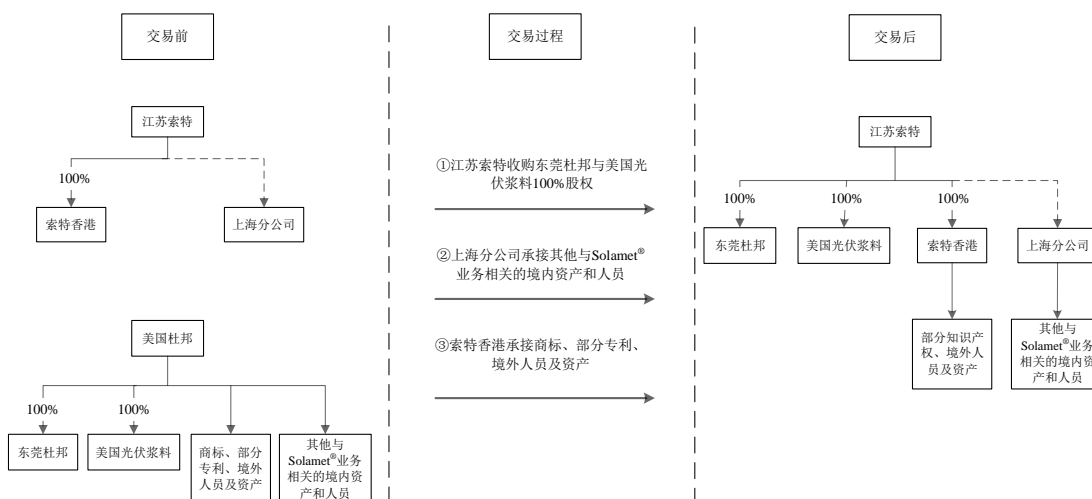 交易前
交易过程
交易后
江苏索特
100%
索特香港
上海分公司
美国杜邦
100%
100%
东莞杜邦
美国光伏浆料
商标、部分
专利、境外
人员及资产
其他与
Solamet®业务
相关的境内资
产和人员
①江苏索特收购东莞杜邦与美国光
伏浆料100%股权
②上海分公司承接其他与Solamet®
业务相关的境内资产和人员
③索特香港承接商标、部分专利、
境外人员及资产
江苏索特
100%
100%
100%
东莞杜邦
美国光伏浆料
索特香港
上海分公司
部分知识产
权、境外人
员及资产
其他与
Solamet®业务
相关的境内资
产和人员